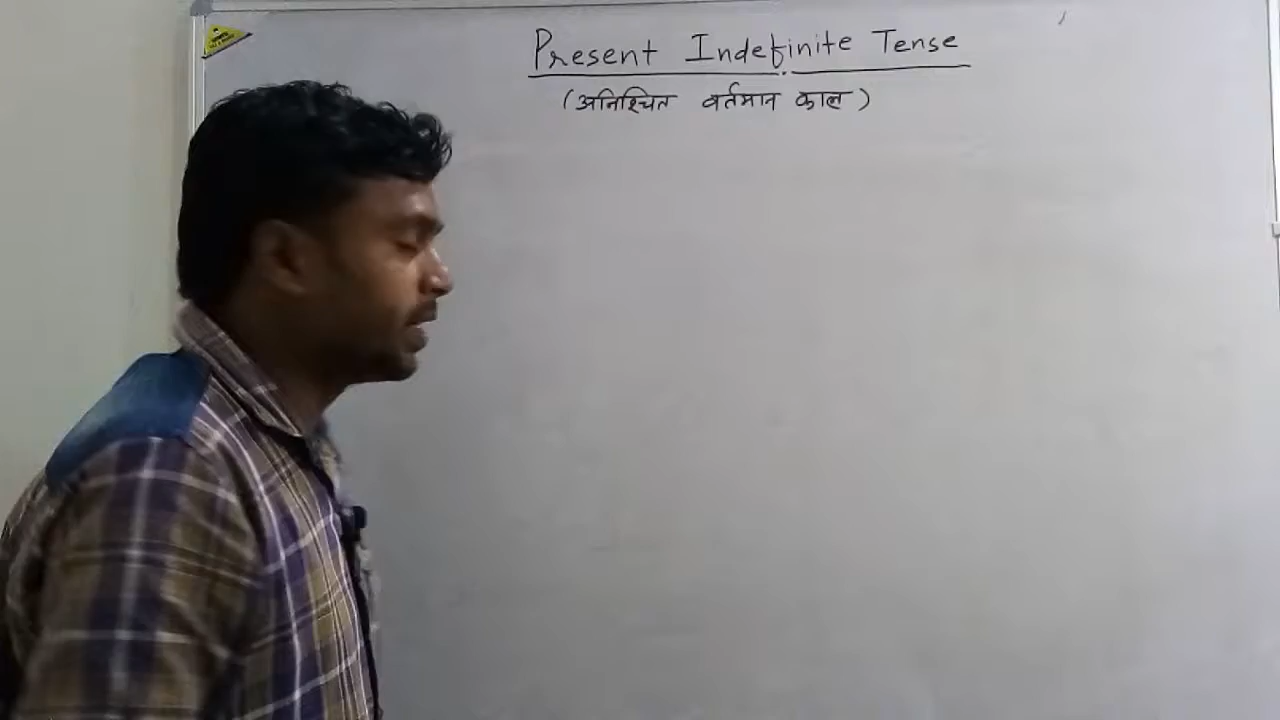 Present Indefinite Tense
(अनिश्चित वर्तमान काल)